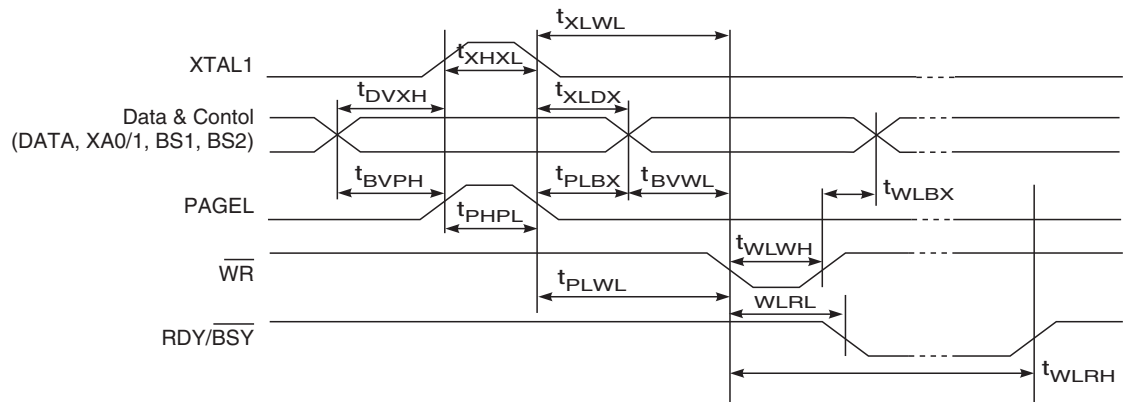 tXLWL
XTAL1
tXHXL
tDVXH
tXLDX
Data & Contol
(DATA, XA0/1, BS1, BS2)
tBVPH
tPLBX
tBVWL
tWLBX
PAGEL
tPHPL
tWLWH
WR
tPLWL
WLRL
RDY/BSY
tWLRH